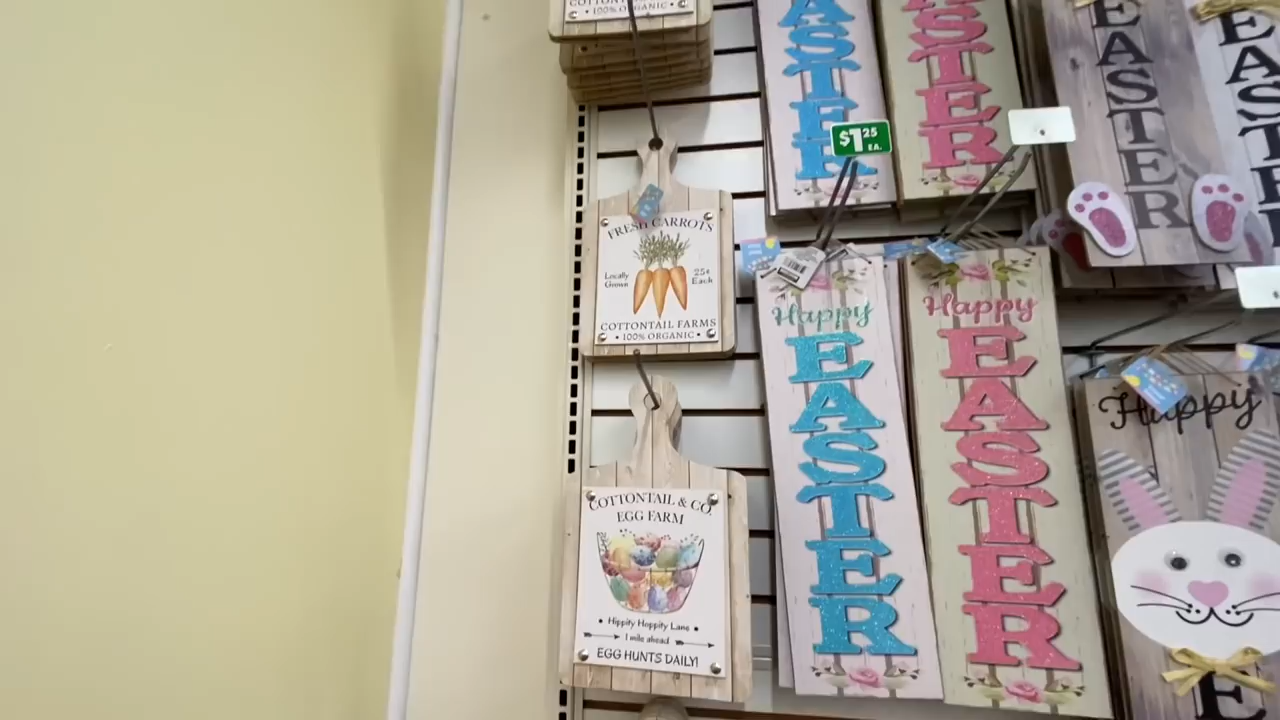 COTTONTAIL FARMS
• 100% ORGANIC •
EASTER
EASTER
EASTER
EASTER
$1.25
EA.
FRESH CARROTS
Locally
Grown
25¢
Each
COTTONTAIL FARMS
• 100% ORGANIC •
COTTONTAIL & CO.
EGG FARM
• Hippity Hoppity Lane •
1 mile ahead
EGG HUNTS DAILY!
Happy
EASTER
Happy
EASTER
Happy
E